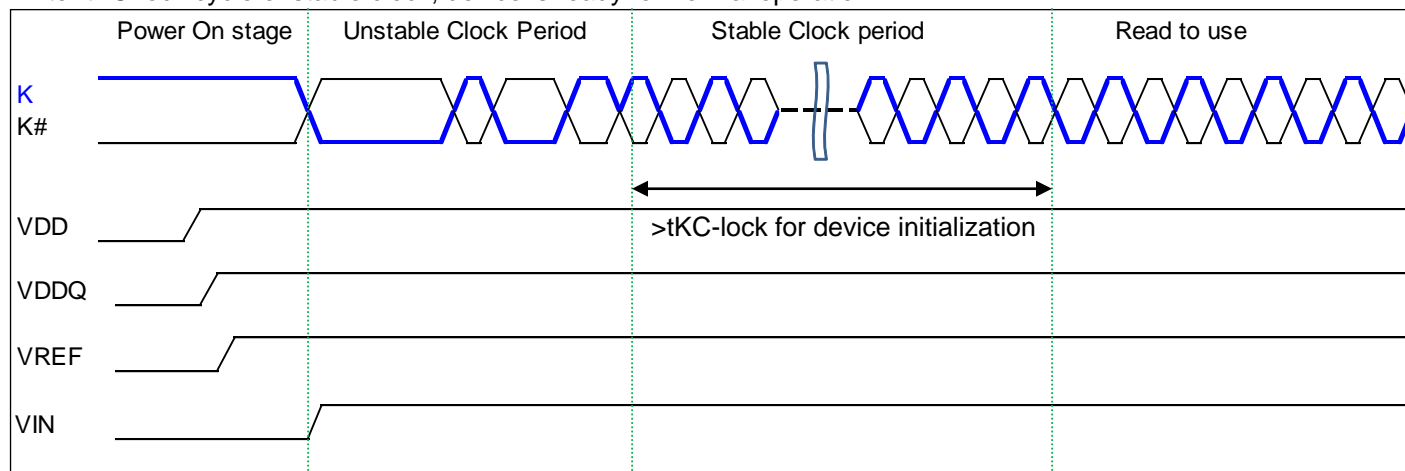 Power On stage Unstable Clock Period Stable Clock period Read to use
K
K#
VDD
>tKC-lock for device initialization
VDDQ
VREF
VIN